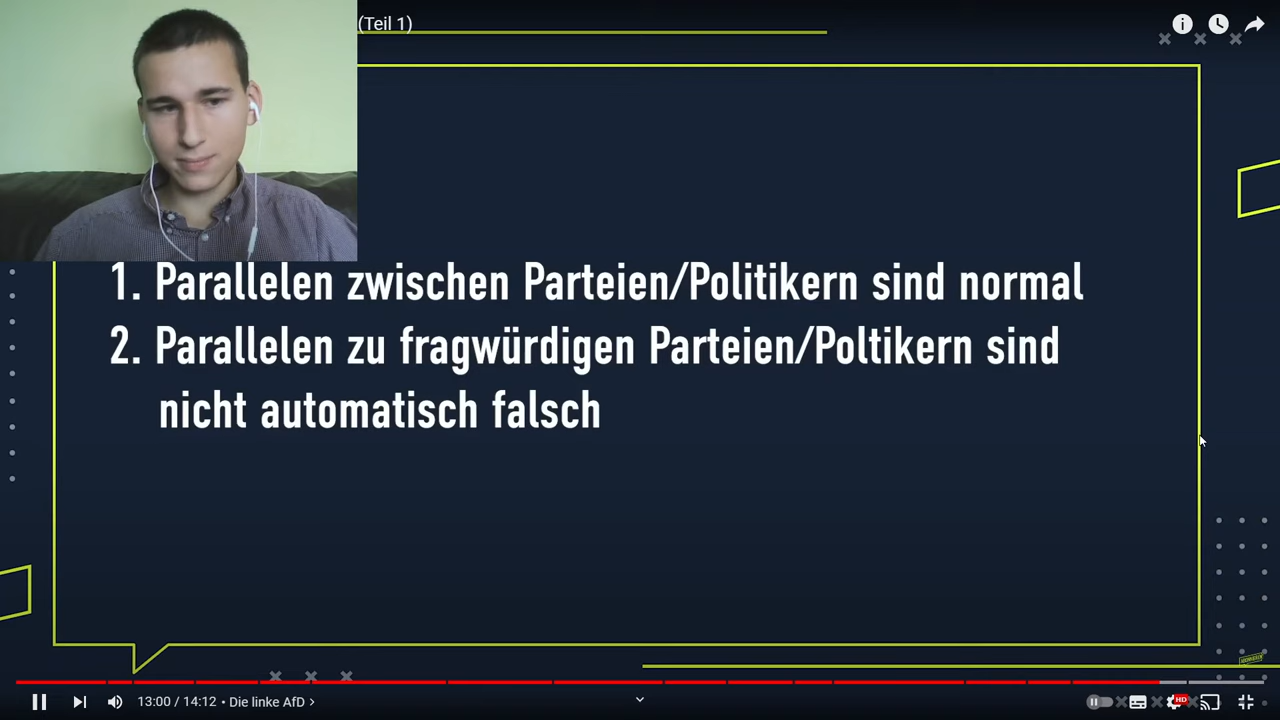 (Teil 1)
1. Parallelen zwischen Parteien/Politikern sind normal
2. Parallelen zu fragwürdigen Parteien/Poltikern sind
nicht automatisch falsch
13:00 / 14:12 • Die linke AfD >
HD